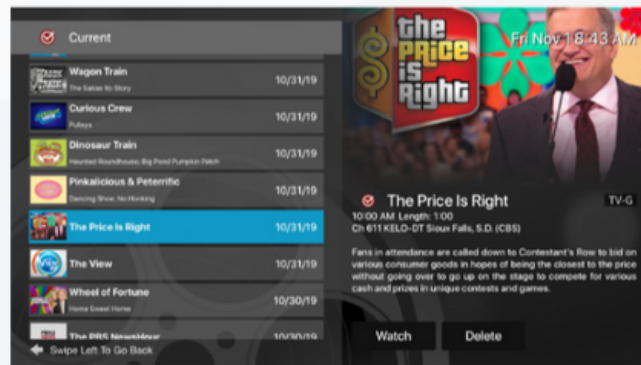 Current
Wagon Train
10/31/19
The Sakae Ito Story
Curious Crew
10/31/19
Pulleys
Dinosaur Train
10/31/19
Haunted Roundhouse; Big Pond Pumpkin Patch
Pinkalicious & Peterrific
10/31/19
Dancing Shoe, No Honking
The Price Is Right
10/31/19
The View
10/31/19
Wheel of Fortune
10/30/19
Home Sweet Home
The PBS NewsHour
10/30/19
Swipe Left To Go Back
the
PRiCE
is
Right
Fri Nov 1 8:43 AM
The Price Is Right
TV-G
10:00 AM Length: 1:00
Ch 611 KELO-DT Sioux Falls, S.D. (CBS)
Fans in attendance are called down to Contestant's Row to bid on
various consumer goods in hopes of being the closest to the price
without going over to go up on the stage to compete for various
cash and prizes in unique contests and games.
Watch
Delete